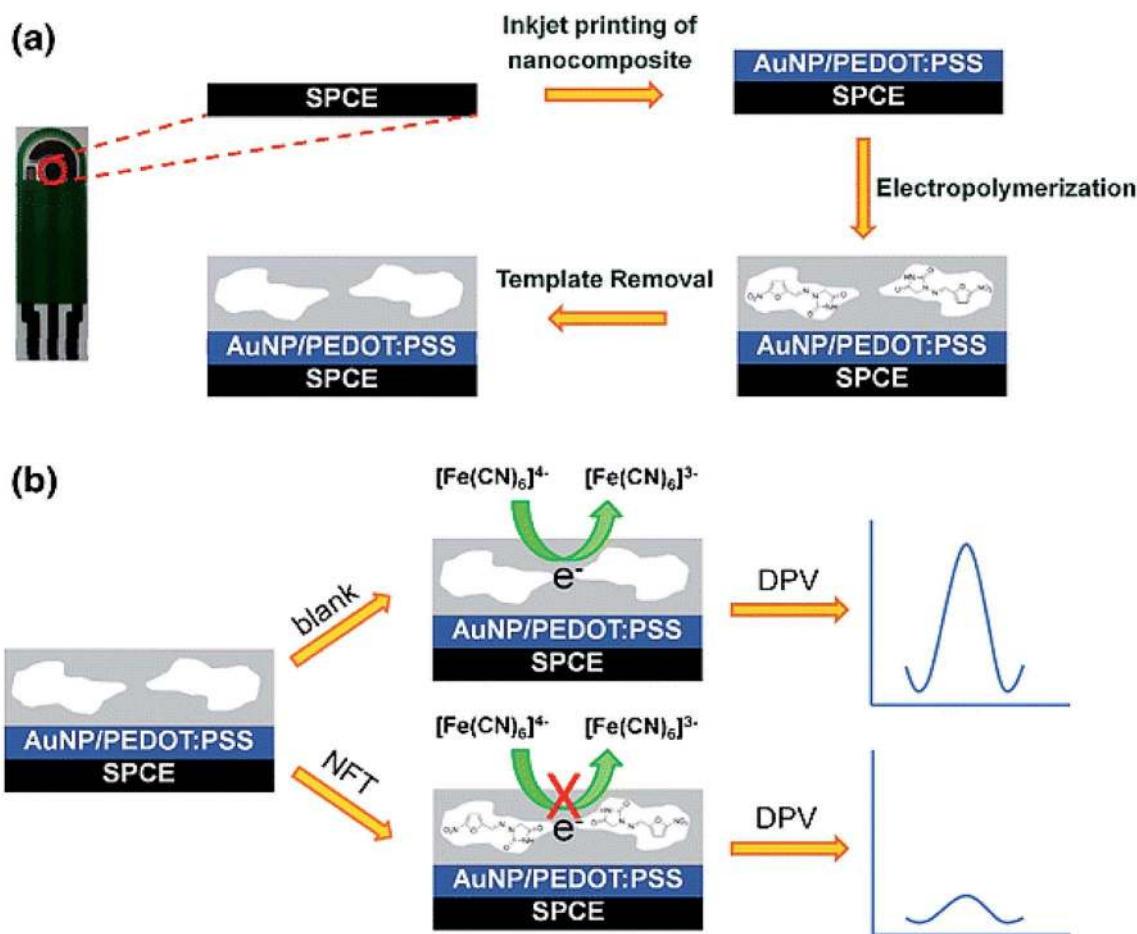 (a)
Inkjet printing of
nanocomposite
SPCE
AuNP/PEDOT:PSS
SPCE
Electropolymerization
Template Removal
AuNP/PEDOT:PSS
SPCE
AuNP/PEDOT:PSS
SPCE
(b)
[Fe(CN)₆]⁴⁻ [Fe(CN)₆]³⁻
e⁻
blank
AuNP/PEDOT:PSS
SPCE
DPV
AuNP/PEDOT:PSS
SPCE
NFT
[Fe(CN)₆]⁴⁻ [Fe(CN)₆]³⁻
X
e⁻
AuNP/PEDOT:PSS
SPCE
DPV